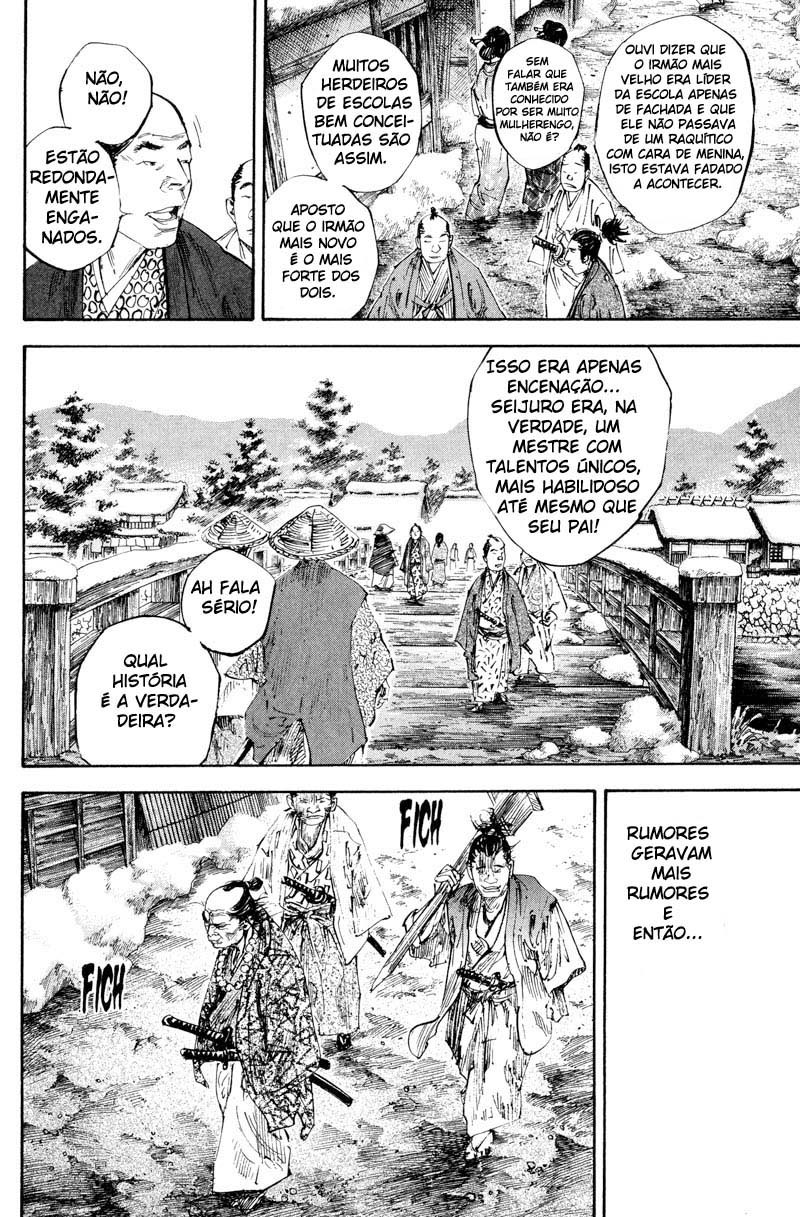 OLIVI DIZER QUE
O IRMÃO MAIS
VELHO ERA LÍDER
DA ESCOLA APENAS
DE FACHADA E QUE
ELE NÃO PASSAVA
DE UM RAQUÍTICO
COM CARA DE MENINA,
ISTO ESTAVA FADADO
A ACONTECER.
SEM
FALAR QUE
TAMBÉM ERA
CONHECIDO
POR SER MUITO
MULHERENGO,
NÃO É?
MUITOS
HERDEIROS
DE ESCOLAS
BEM CONCEI-
TUADAS SÃO
ASSIM.
APOSTO
QUE O IRMÃO
MAIS NOVO
É O MAIS
FORTE DOS
DOIS.
NÃO,
NÃO!
ESTÃO
REDONDA-
MENTE
ENGA-
NADOS.
ISSO ERA APENAS
ENCENAÇÃO...
SEIJURO ERA, NA
VERDADE, UM
MESTRE COM
TALENTOS ÚNICOS,
MAIS HABILIDOSO
ATÉ MESMO QUE
SEU PAI!
AH FALA
SÉRIO!
QUAL
HISTÓRIA
É A VERDA-
DEIRA?
RUMORES
GERAVAM
MAIS
RUMORES
E
ENTÃO...
FICH
FICH